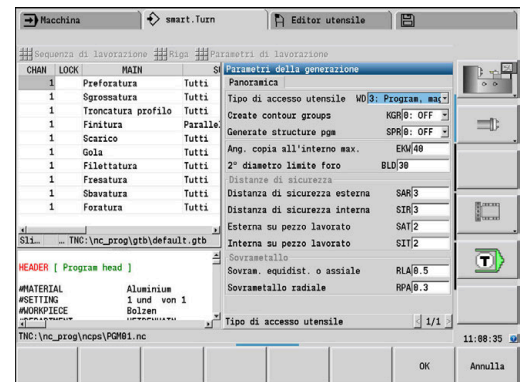 Macchina
smart.Turn
Editor utensile
Sequenza di lavorazione Riga Parametri di lavorazione
CHAN LOCK MAIN
1 Preforatura Tutti
1 Sgrossatura Tutti
1 Troncatura profilo Tutti
1 Finitura Paralle
1 Scarico Tutti
1 Gola Tutti
1 Filettatura Tutti
1 Fresatura Tutti
1 Sbavatura Tutti
1 Foratura Tutti
Sli… … TNC:\nc_prog\gtb\default.gtb
HEADER [ Program head ]
#MATERIAL Aluminium
#SETTING 1 und von 1
#WORKPIECE Bolzen
TNC:\nc_prog\ncps\PGM01.nc
Parametri della generazione
Panoramica
Tipo di accesso utensile WD 3: Program, mag
Create contour groups KGR 0: OFF
Generate structure pgm SPR 0: OFF
Ang. copia all'interno max. EKW 40
2° diametro limite foro BLD 30
Distanze di sicurezza
Distanza di sicurezza esterna SAR 3
Distanza di sicurezza interna SIR 3
Esterna su pezzo lavorato SAT 2
Interna su pezzo lavorato SIT 2
Sovrametallo
Sovram. equidist. o assiale RLA 0.5
Sovrametallo radiale RPA 0.3
Tipo di accesso utensile 1/1
T
11:08:35
OK
Annulla